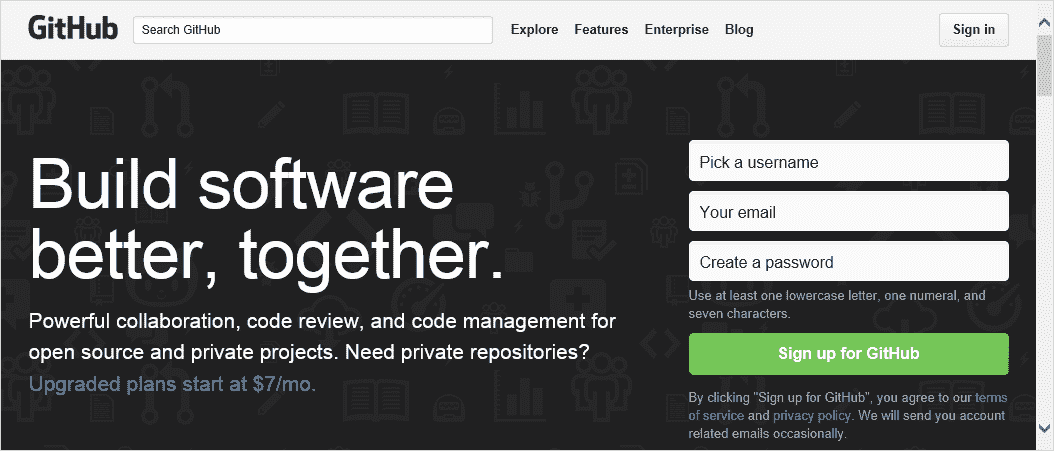 GitHub
Search GitHub
Explore Features Enterprise Blog
Sign in
Build software
better, together.
Powerful collaboration, code review, and code management for
open source and private projects. Need private repositories?
Upgraded plans start at $7/mo.
Pick a username
Your email
Create a password
Use at least one lowercase letter, one numeral, and
seven characters.
Sign up for GitHub
By clicking "Sign up for GitHub", you agree to our terms
of service and privacy policy. We will send you account
related emails occasionally.